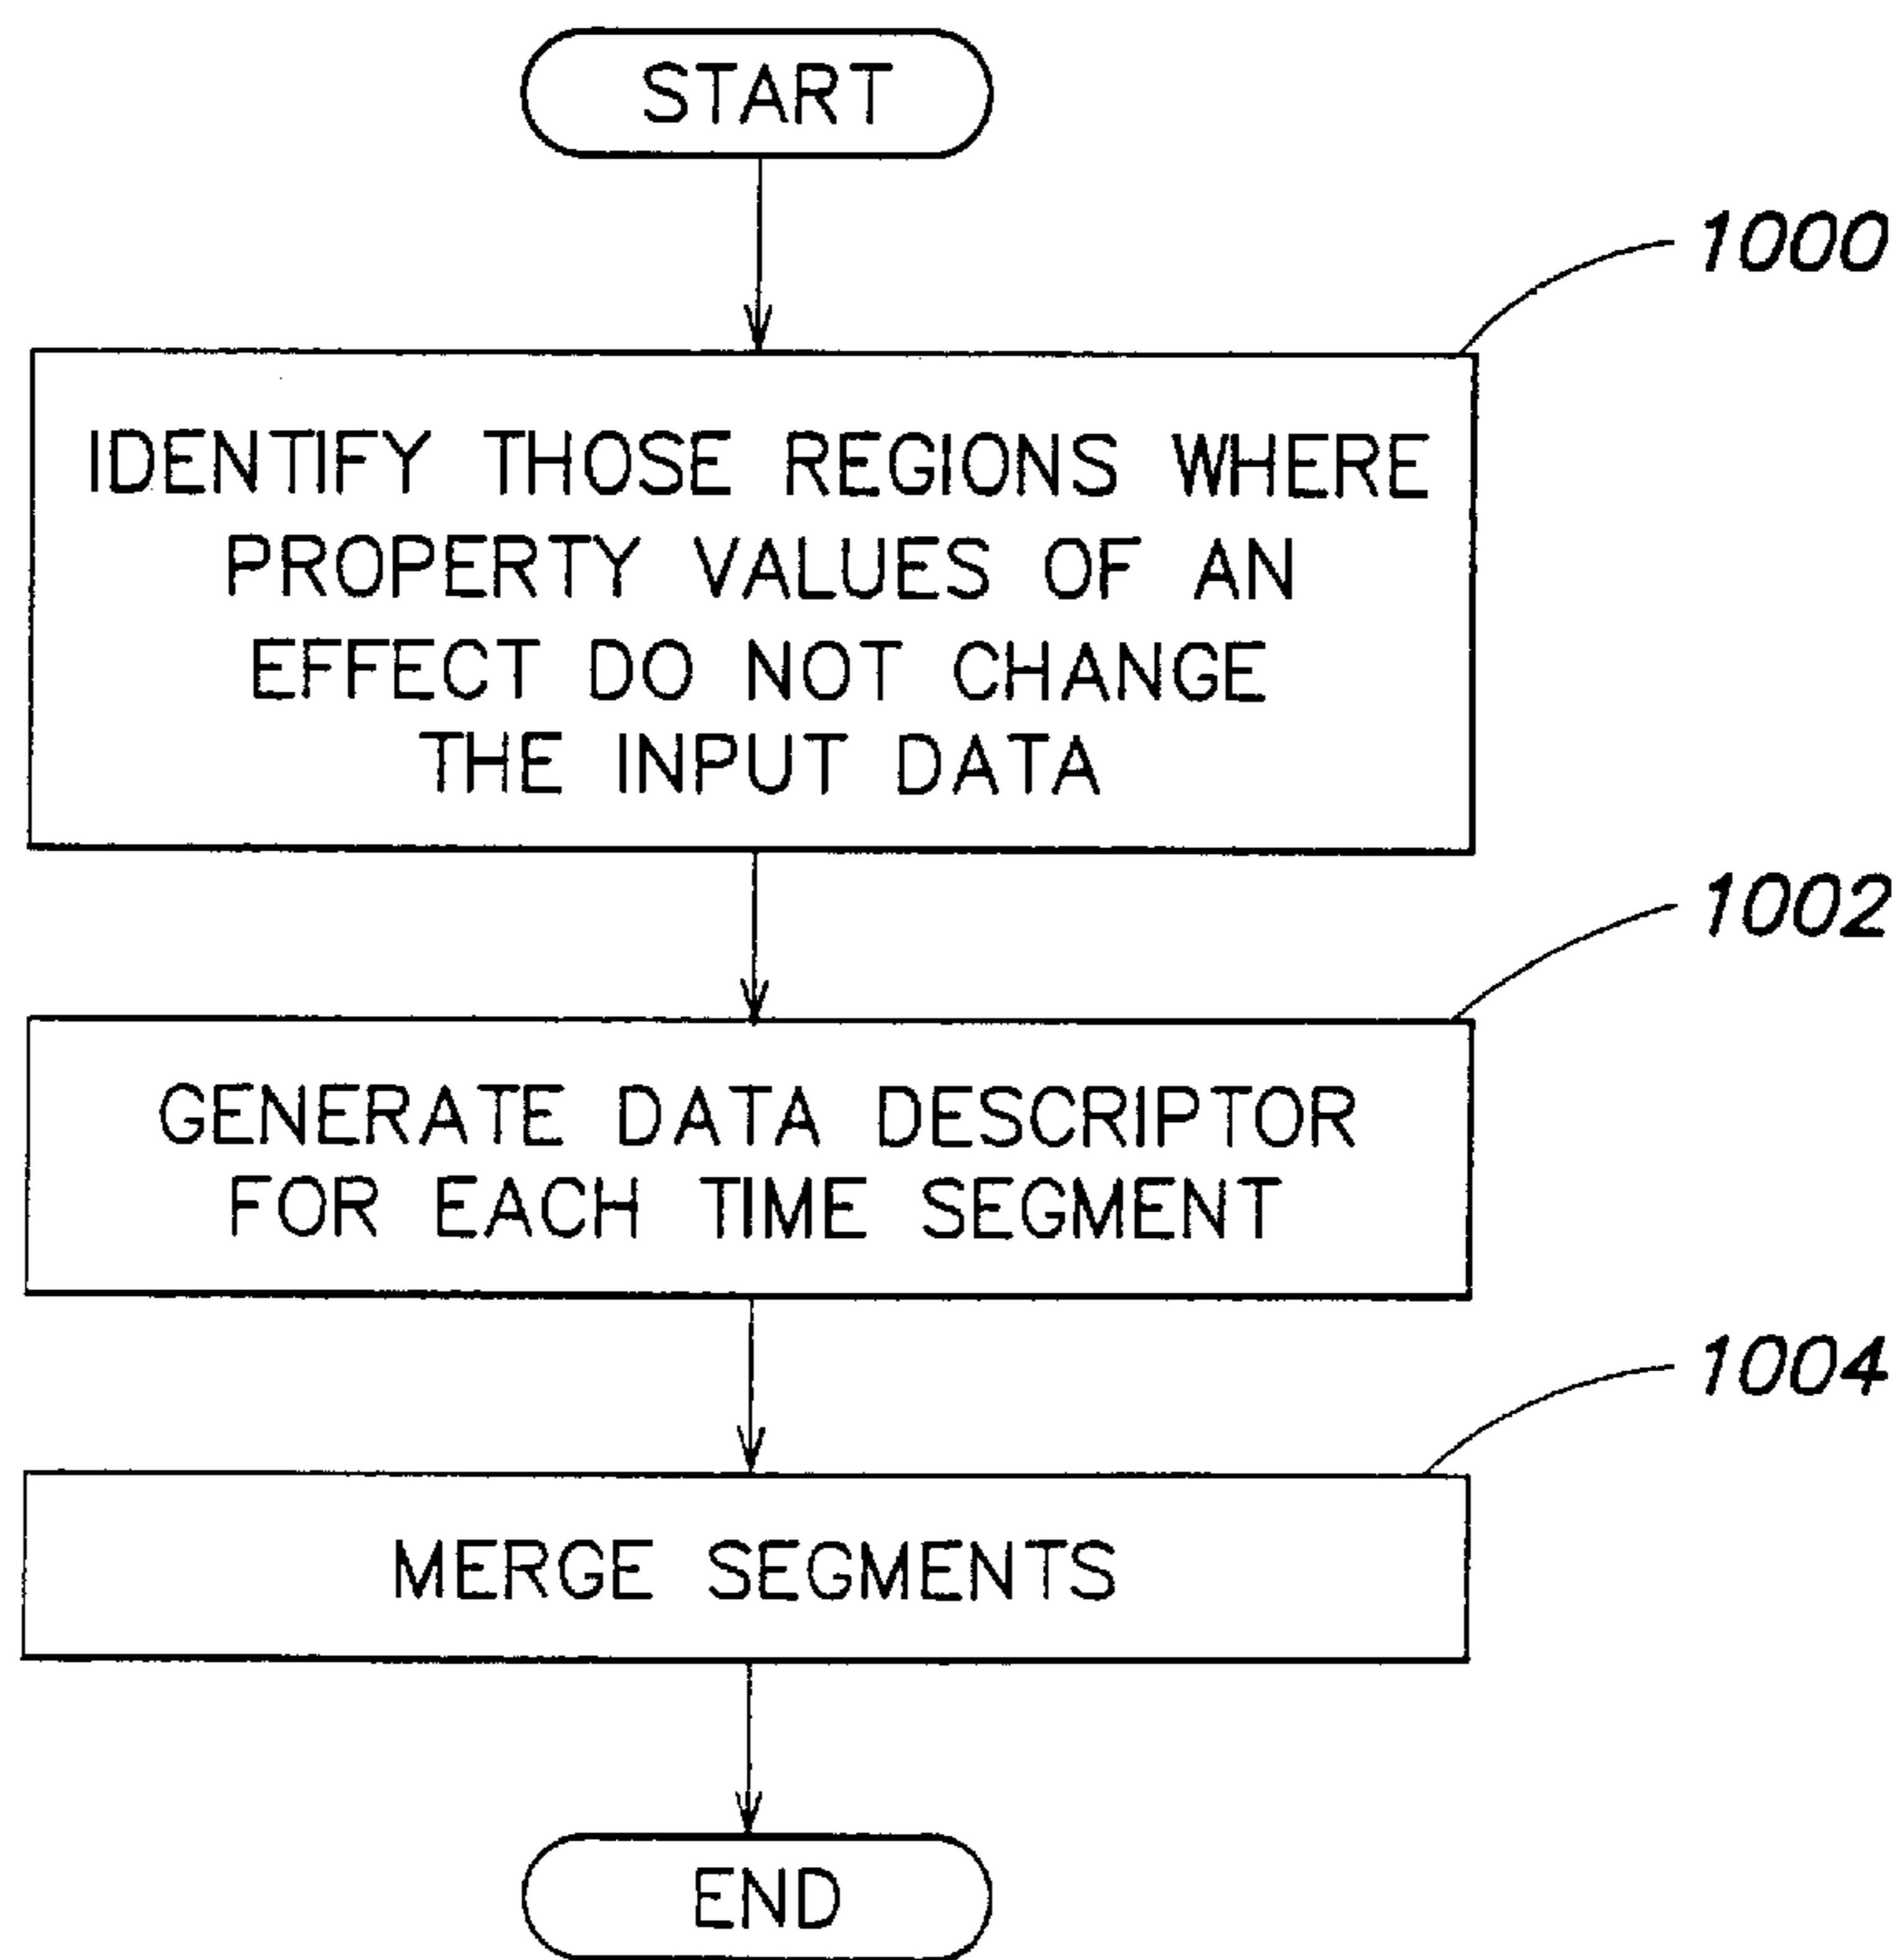 START
1000
IDENTIFY THOSE REGIONS WHERE
PROPERTY VALUES OF AN
EFFECT DO NOT CHANGE
THE INPUT DATA
1002
GENERATE DATA DESCRIPTOR
FOR EACH TIME SEGMENT
1004
MERGE SEGMENTS
END